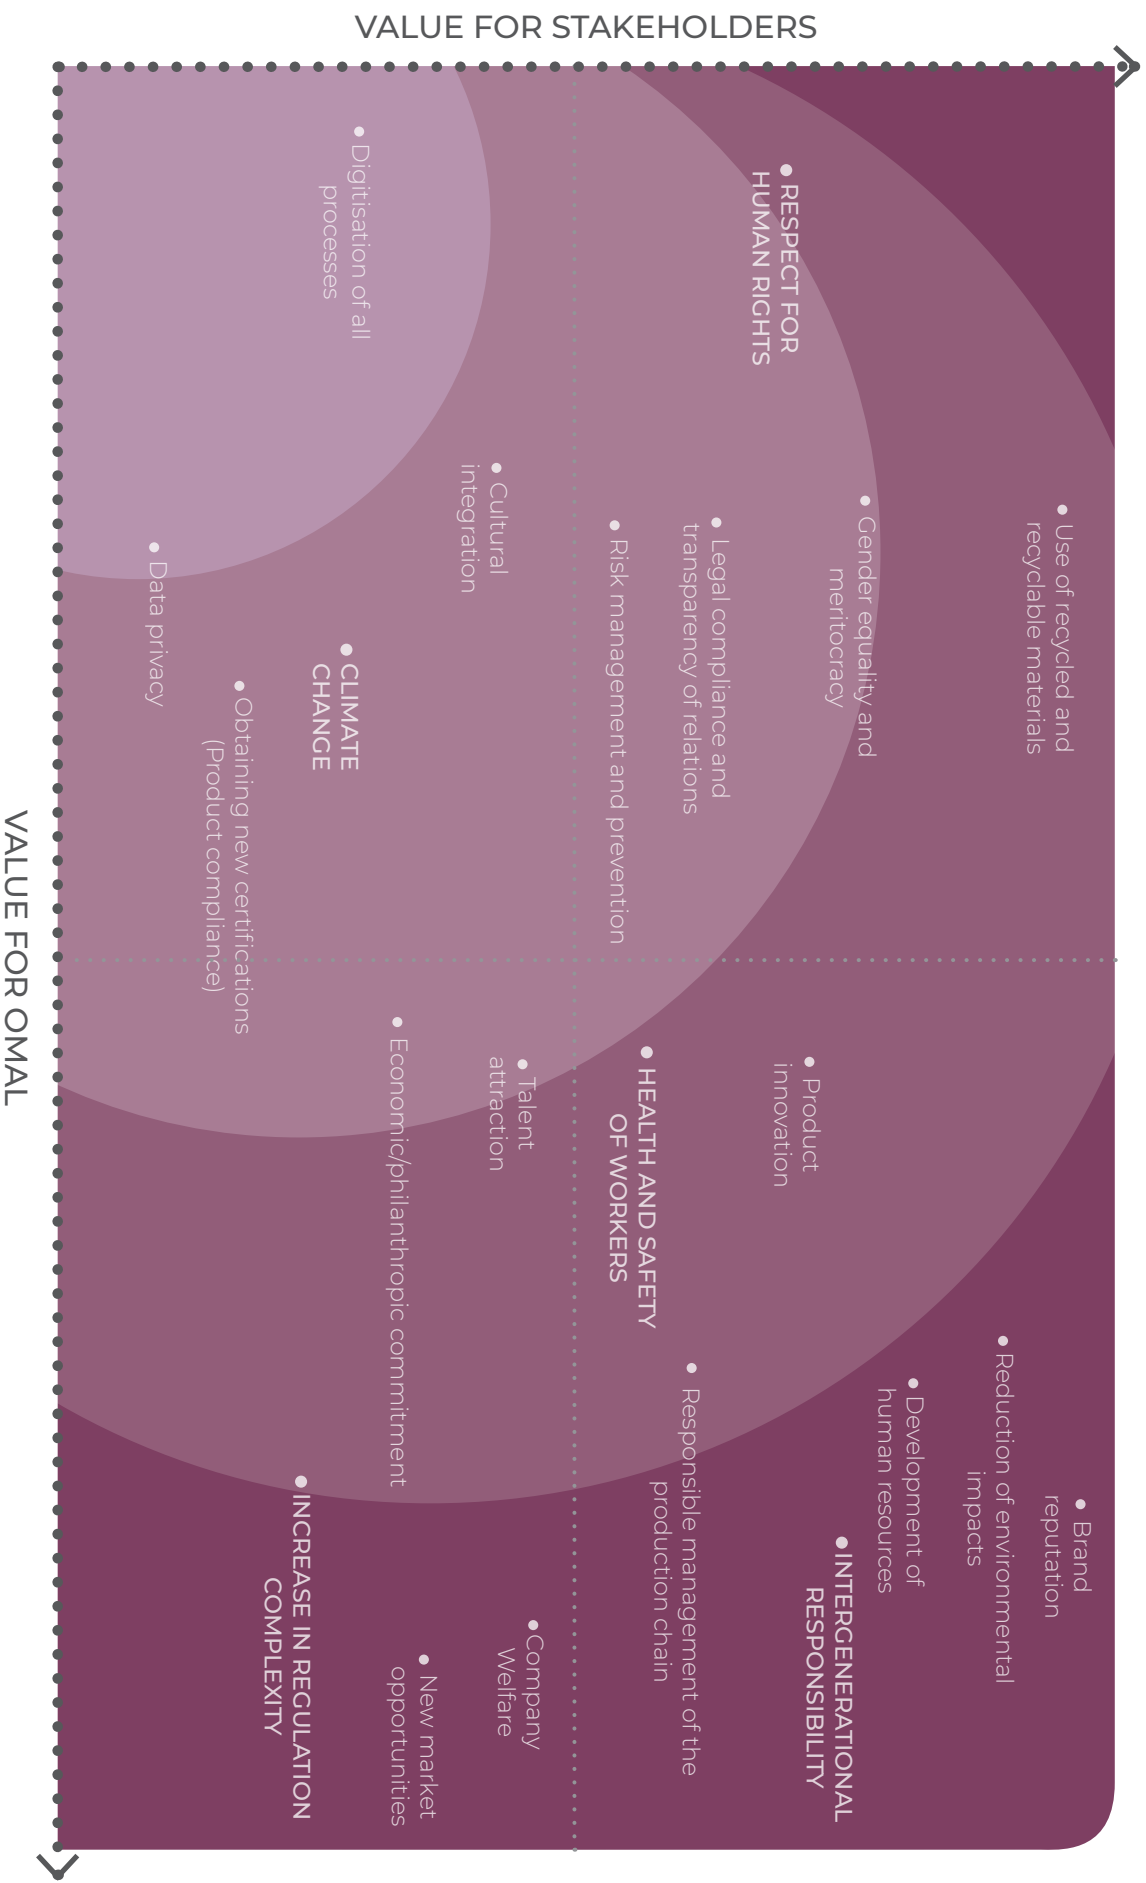 VALUE FOR STAKEHOLDERS
Digitisation of all
processes
RESPECT FOR
HUMAN RIGHTS
Cultural
integration
Use of recycled and
recyclable materials
Gender equality and
meritocracy
Legal compliance and
transparency of relations
Risk management and prevention
Data privacy
CLIMATE
CHANGE
Obtaining new certifications
(Product compliance)
Economic/philanthropic commitment
Talent
attraction
HEALTH AND SAFETY
OF WORKERS
Product
innovation
Reduction of environmental
impacts
Development of
human resources
Responsible management of the
production chain
Brand
reputation
INTERGENERATIONAL
RESPONSIBILITY
INCREASE IN REGULATION
COMPLEXITY
Company
Welfare
New market
opportunities
VALUE FOR OMAL